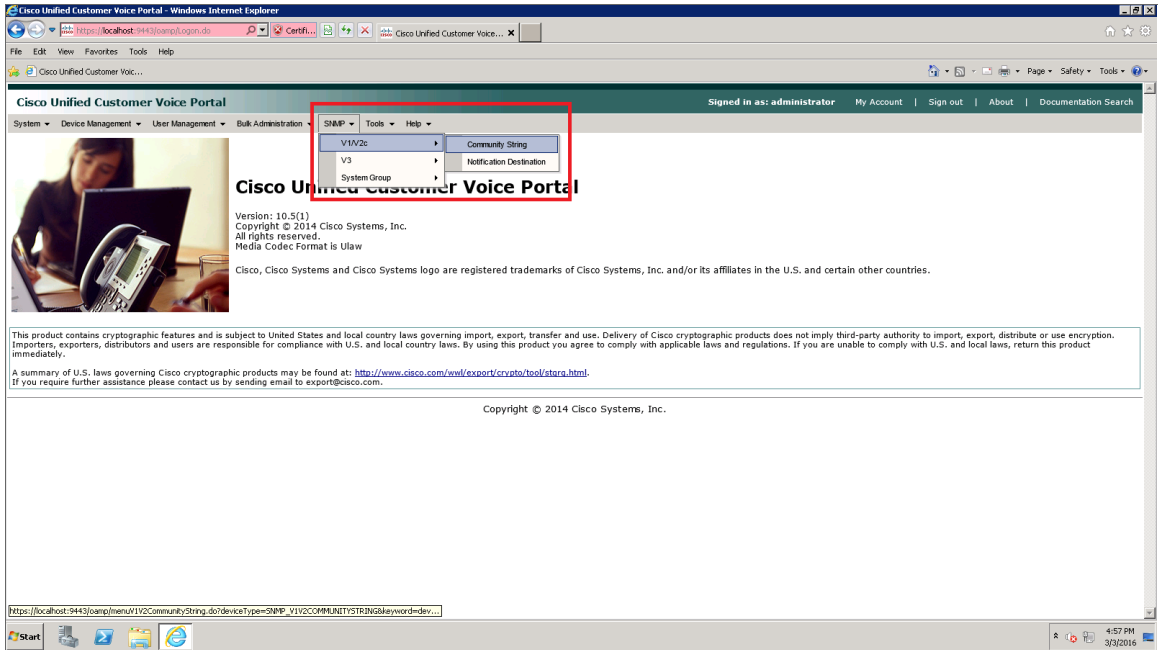 Cisco Unified Customer Voice Portal - Windows Internet Explorer
https://localhost:9443/oamp/Logon.do
Certifi...
Cisco Unified Customer Voice...
File Edit View Favorites Tools Help
Cisco Unified Customer Voic...
Page Safety Tools
Cisco Unified Customer Voice Portal
Signed in as: administrator My Account | Sign out | About | Documentation Search
System Device Management User Management Bulk Administration SNMP Tools Help
V1/V2c
Community String
V3
Notification Destination
System Group
Cisco Unified Customer Voice Portal
Version: 10.5(1)
Copyright © 2014 Cisco Systems, Inc.
All rights reserved.
Media Codec Format is Ulaw
Cisco, Cisco Systems and Cisco Systems logo are registered trademarks of Cisco Systems, Inc. and/or its affiliates in the U.S. and certain other countries.
This product contains cryptographic features and is subject to United States and local country laws governing import, export, transfer and use. Delivery of Cisco cryptographic products does not imply third-party authority to import, export, distribute or use encryption.
Importers, exporters, distributors and users are responsible for compliance with U.S. and local country laws. By using this product you agree to comply with applicable laws and regulations. If you are unable to comply with U.S. and local laws, return this product
immediately.
A summary of U.S. laws governing Cisco cryptographic products may be found at: http://www.cisco.com/wwl/export/crypto/tool/stqrg.html.
If you require further assistance please contact us by sending email to export@cisco.com.
Copyright © 2014 Cisco Systems, Inc.
https://localhost:9443/oamp/menuV1V2CommunityString.do?deviceType=SNMP_V1V2COMMUNITYSTRING&keyword=dev...
Start
4:57 PM
3/3/2016